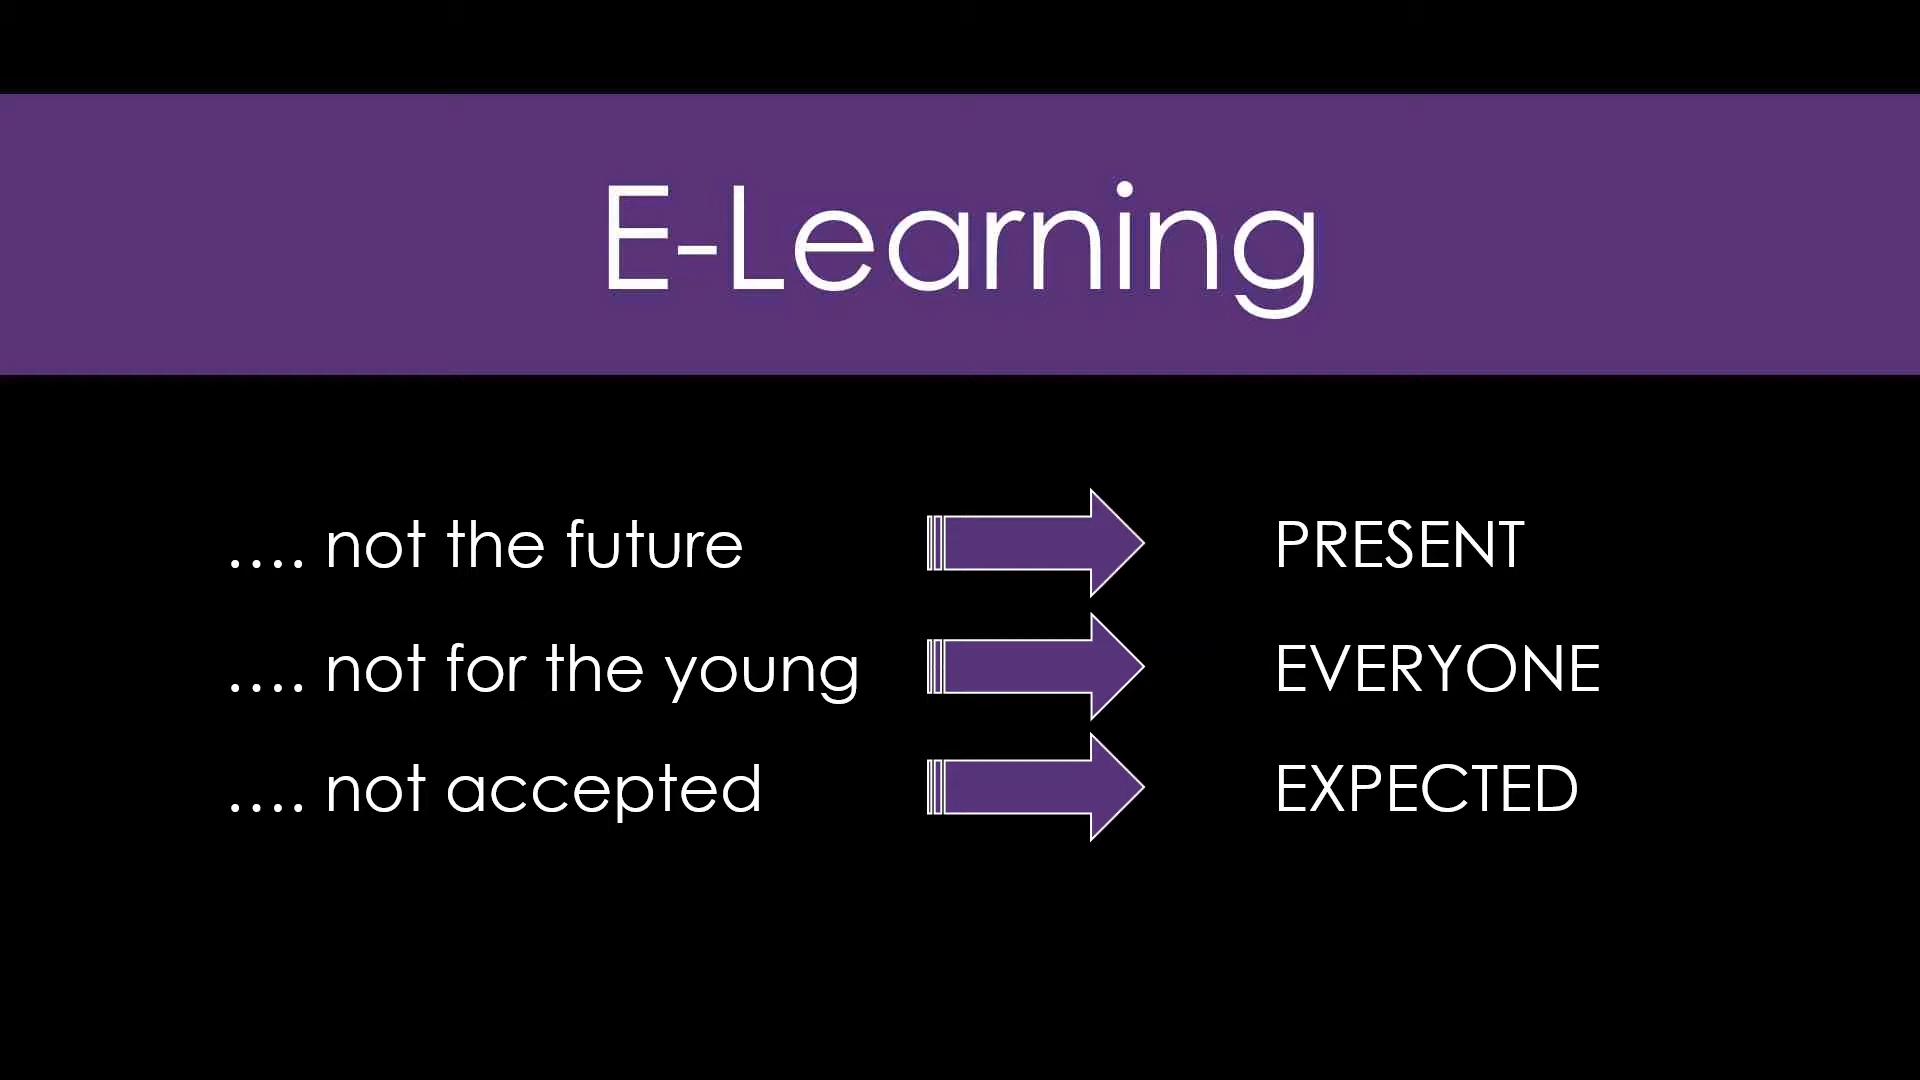 E-Learning
.... not the future PRESENT
.... not for the young EVERYONE
.... not accepted EXPECTED